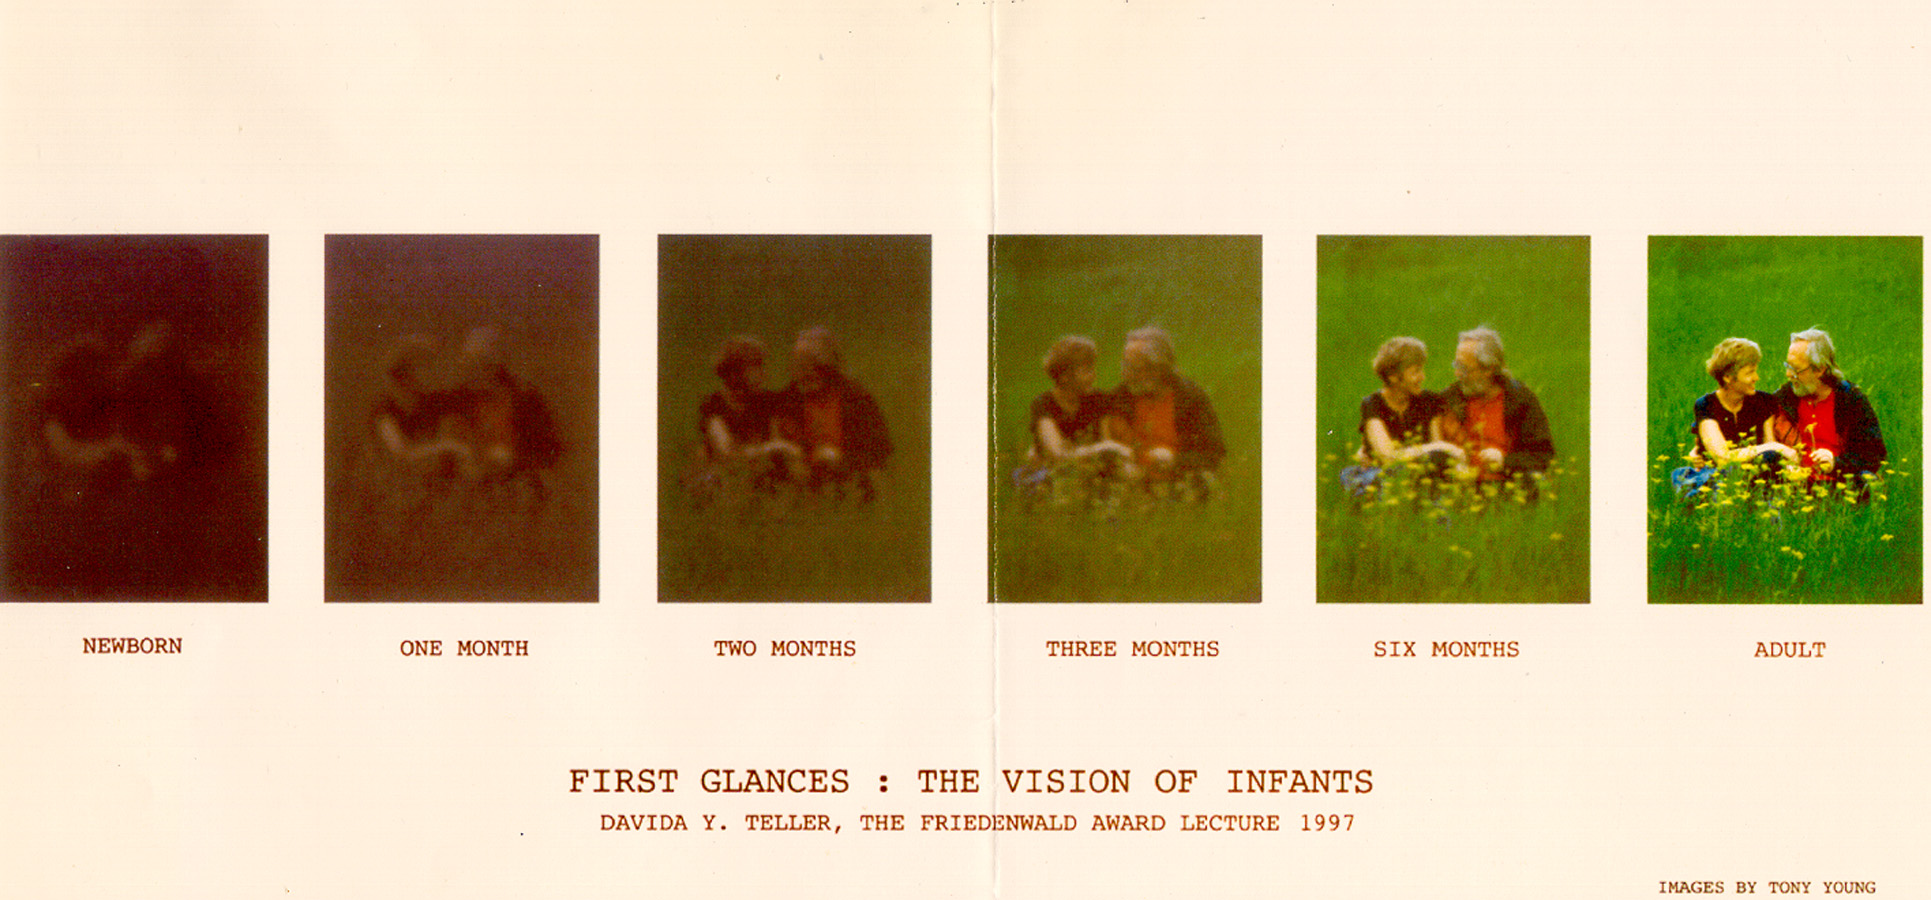 NEWBORN
ONE MONTH
TWO MONTHS
THREE MONTHS
SIX MONTHS
ADULT
FIRST GLANCES : THE VISION OF INFANTS
DAVIDA Y. TELLER, THE FRIEDENWALD AWARD LECTURE 1997
IMAGES BY TONY YOUNG